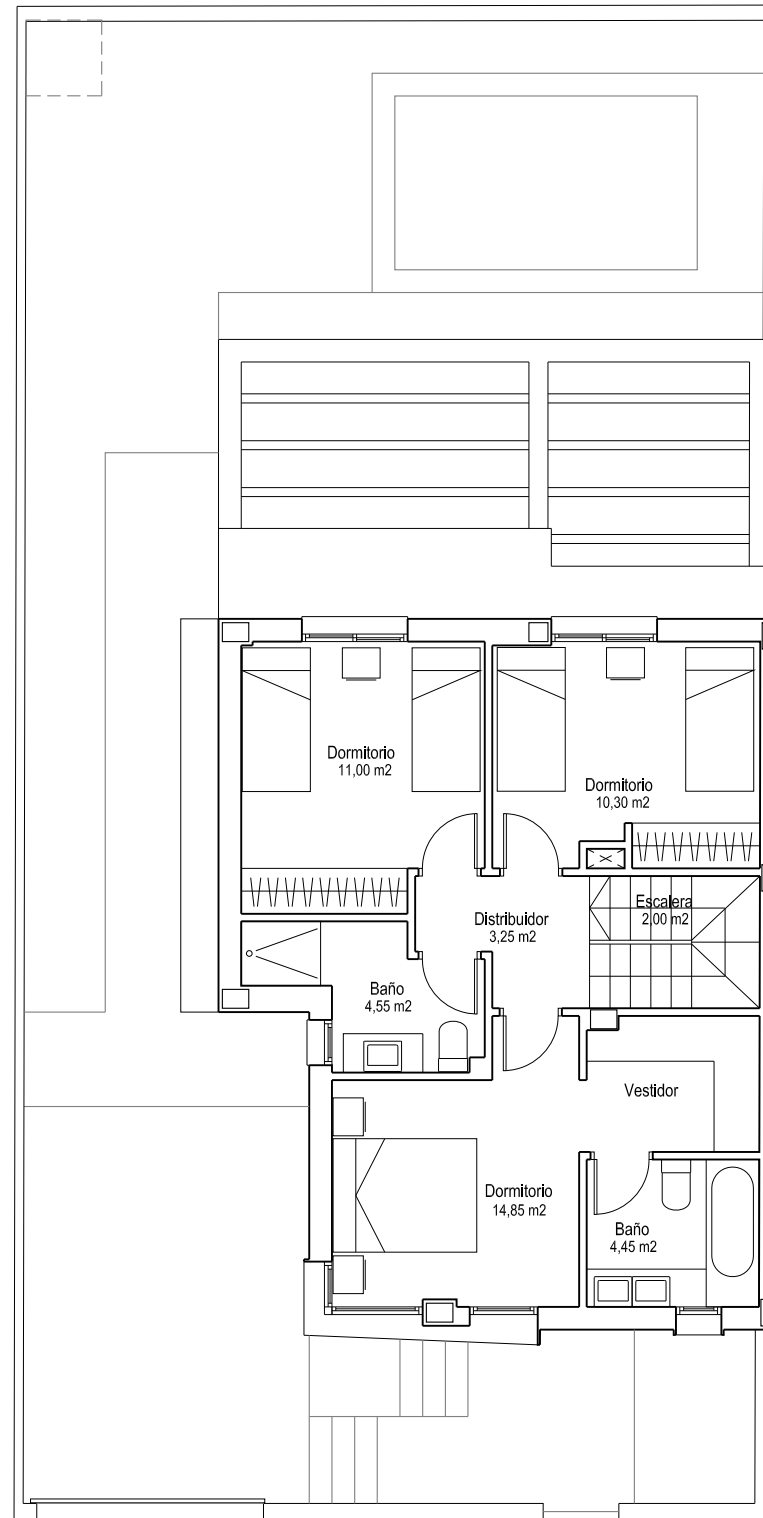 Dormitorio
11,00 m2
Dormitorio
10,30 m2
Escalera
2,00 m2
Distribuidor
3,25 m2
Baño
4,55 m2
Vestidor
Dormitorio
14,85 m2
Baño
4,45 m2